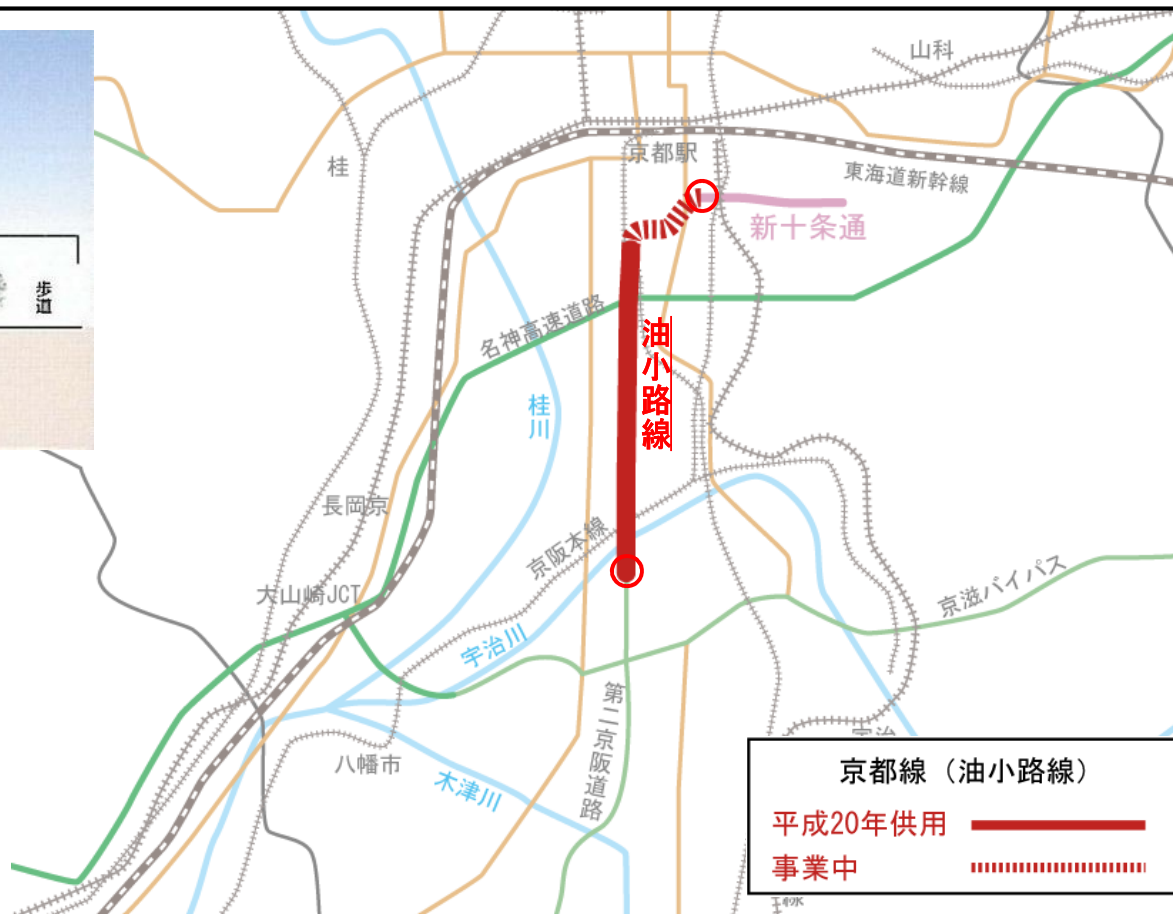 山科
京都駅
桂
東海道新幹線
新十条通
歩道
名神高速道路
油小路線
桂川
長岡京
京阪本線
大山崎JCT
京滋バイパス
宇治川
第二京阪道路
宇治
八幡市
木津川
京都線（油小路線）
平成20年供用
事業中
線